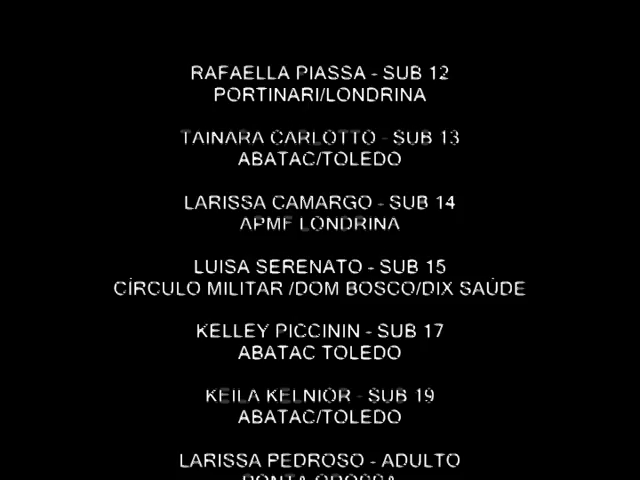 RAFAELLA PIASSA - SUB 12
PORTINARI/LONDRINA
TAINARA CARLOTTO - SUB 13
ABATAC/TOLEDO
LARISSA CAMARGO - SUB 14
APMF LONDRINA
LUISA SERENATO - SUB 15
CÍRCULO MILITAR /DOM BOSCO/DIX SAÚDE
KELLEY PICCININ - SUB 17
ABATAC TOLEDO
KEILA KELNIOR - SUB 19
ABATAC/TOLEDO
LARISSA PEDROSO - ADULTO
PONTA GROSSA